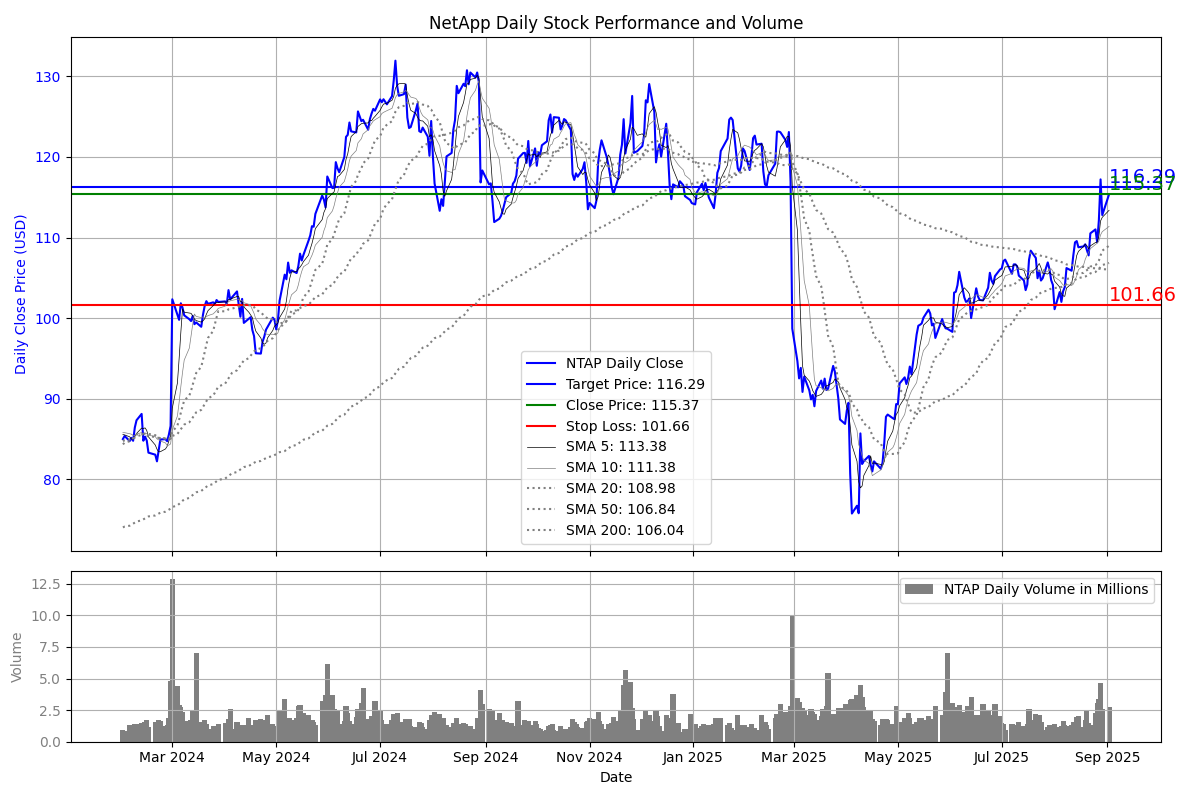 NetApp Daily Stock Performance and Volume
Daily Close Price (USD)
130
120
110
100
90
80
116.29
115.37
101.66
NTAP Daily Close
Target Price: 116.29
Close Price: 115.37
Stop Loss: 101.66
SMA 5: 113.38
SMA 10: 111.38
SMA 20: 108.98
SMA 50: 106.84
SMA 200: 106.04
Volume
12.5
10.0
7.5
5.0
2.5
0.0
NTAP Daily Volume in Millions
Mar 2024 May 2024 Jul 2024 Sep 2024 Nov 2024 Jan 2025 Mar 2025 May 2025 Jul 2025 Sep 2025
Date